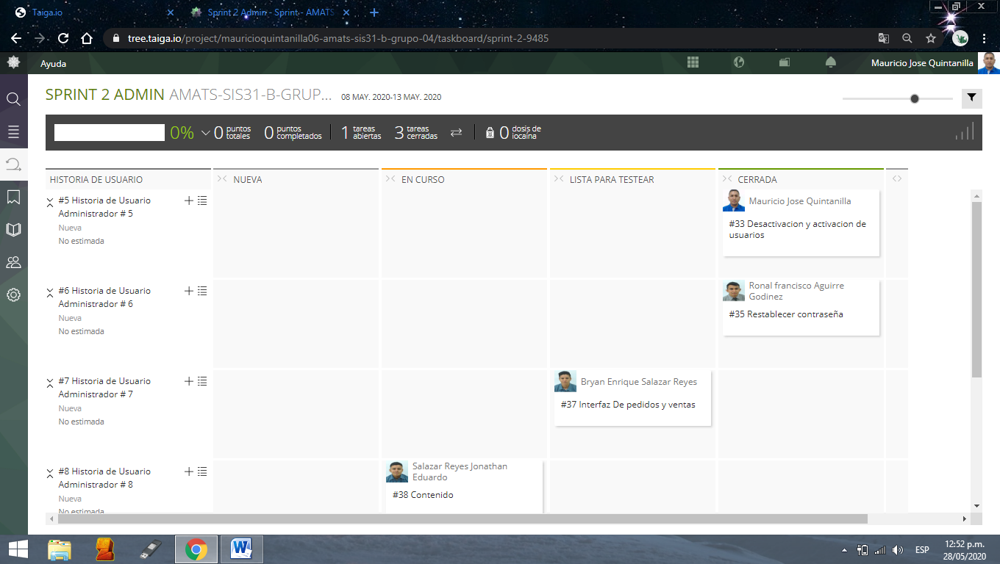 Taiga.io
Sprint 2 Admin - Sprint - AMATS
tree.taiga.io/project/mauricioquintanilla06-amats-sis31-b-grupo-04/taskboard/sprint-2-9485
Ayuda
Mauricio Jose Quintanilla
SPRINT 2 ADMIN AMATS-SIS31-B-GRUP... 08 MAY. 2020-13 MAY. 2020
0% 0 puntos totales 0 puntos completados 1 tareas abiertas 3 tareas cerradas 0 dosis de iocaína
HISTORIA DE USUARIO
NUEVA
EN CURSO
LISTA PARA TESTEAR
CERRADA
#5 Historia de Usuario
Administrador # 5
Nueva
No estimada
Mauricio Jose Quintanilla
#33 Desactivacion y activacion de
usuarios
#6 Historia de Usuario
Administrador # 6
Nueva
No estimada
Ronal francisco Aguirre
Godinez
#35 Restablecer contraseña
#7 Historia de Usuario
Administrador # 7
Nueva
No estimada
Bryan Enrique Salazar Reyes
#37 Interfaz De pedidos y ventas
#8 Historia de Usuario
Administrador # 8
Nueva
No estimada
Salazar Reyes Jonathan
Eduardo
#38 Contenido
ESP
12:52 p.m.
28/05/2020